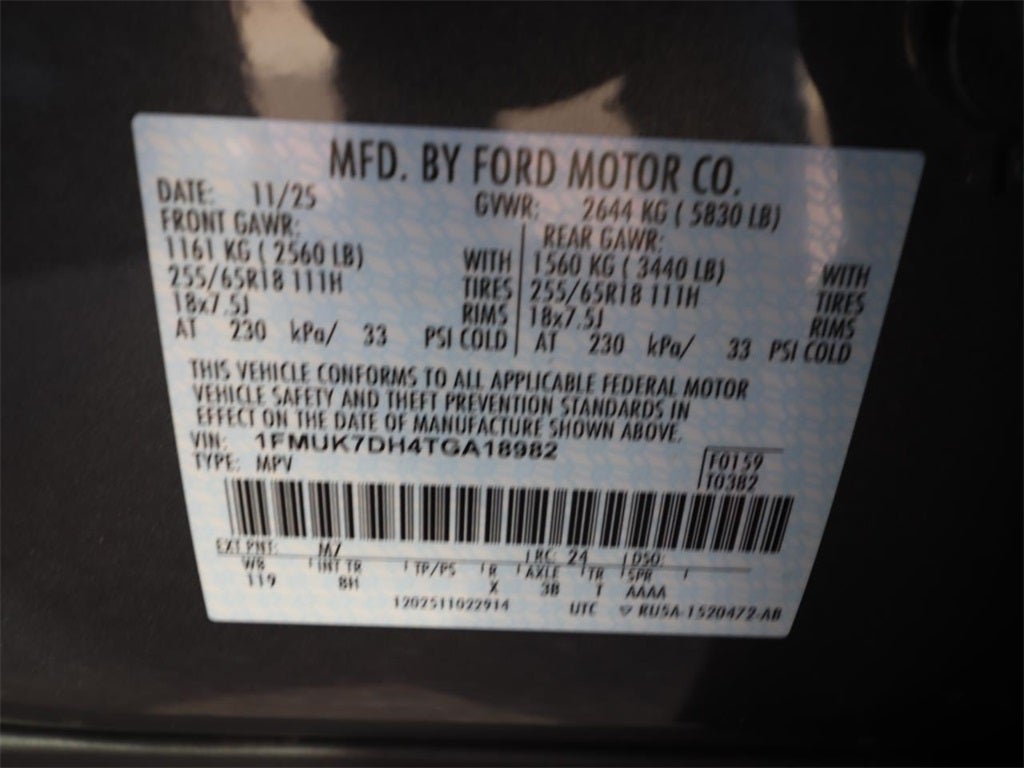 MFD. BY FORD MOTOR CO.
DATE: 11/25 GVWR: 2644 KG ( 5830 LB)
FRONT GAWR: REAR GAWR:
1161 KG ( 2560 LB) WITH 1560 KG ( 3440 LB) WITH
255/65R18 111H TIRES 255/65R18 111H TIRES
18x7.5J RIMS 18x7.5J RIMS
AT 230 kPa/ 33 PSI COLD AT 230 kPa/ 33 PSI COLD
THIS VEHICLE CONFORMS TO ALL APPLICABLE FEDERAL MOTOR
VEHICLE SAFETY AND THEFT PREVENTION STANDARDS IN
EFFECT ON THE DATE OF MANUFACTURE SHOWN ABOVE.
VIN: 1FMUK7DH4TGA18982
TYPE: MPV F0159
T0382
EXT PNT: M7 RC: 24 DSO:
WB INT TR TP/PS R AXLE TR SPR
119 8H X 3B T AAAA
1202511022914 UTC RU5A-1520472-AB